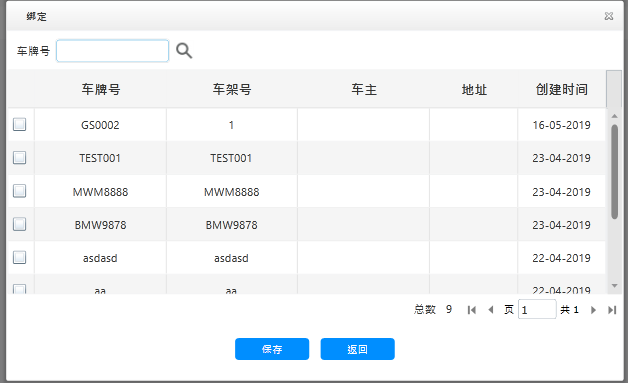 绑定
车牌号
车牌号 车架号 车主 地址 创建时间
GS0002 1 16-05-2019
TEST001 TEST001 23-04-2019
MWM8888 MWM8888 23-04-2019
BMW9878 BMW9878 23-04-2019
asdasd asdasd 22-04-2019
aa aa 22-04-2019
总数 9 页 1 共 1
保存 返回